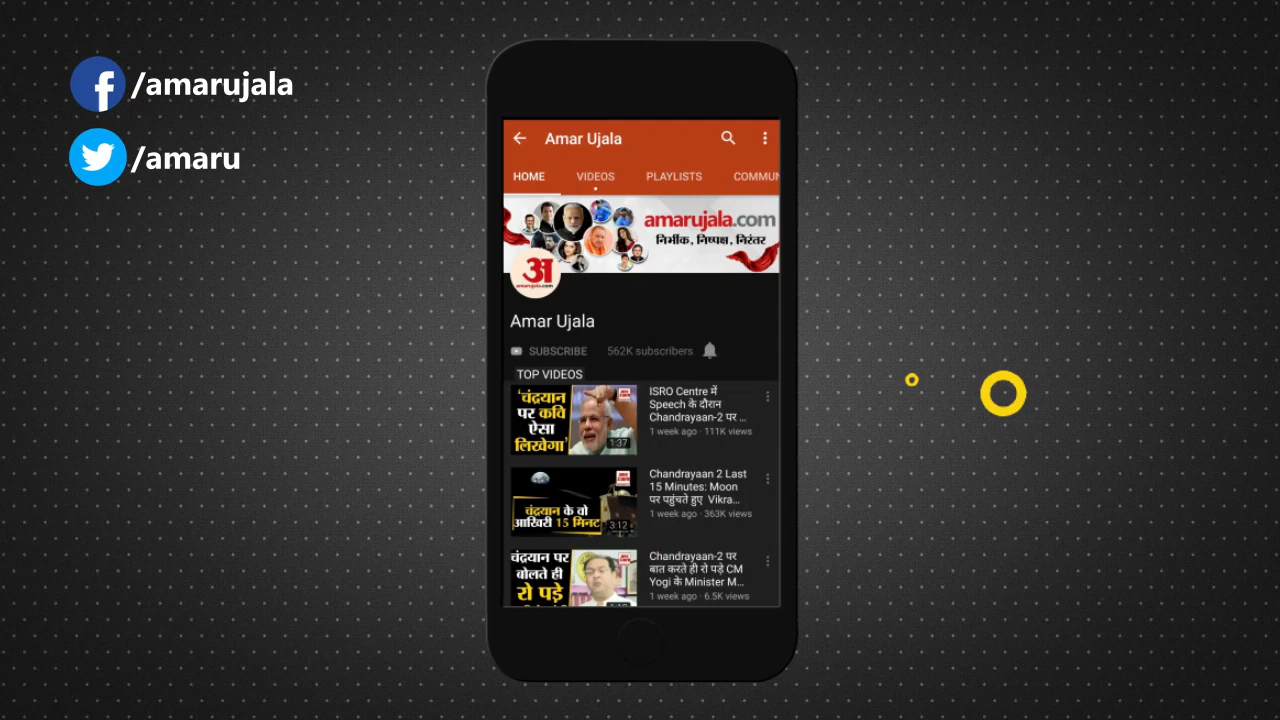 /amarujala
/amaru
Amar Ujala
HOME VIDEOS PLAYLISTS COMMUN
amarujala.com
निर्भीक, निष्पक्ष, निरंतर
अ
amarujala.com
Amar Ujala
SUBSCRIBE 562K subscribers
TOP VIDEOS
'चंद्रयान
पर कवि
ऐसा
लिखेगा'
1:37
ISRO Centre में
Speech के दौरान
Chandrayaan-2 पर ...
1 week ago · 111K views
चंद्रयान के वो
आखिरी 15 मिनट
3:12
Chandrayaan 2 Last
15 Minutes: Moon
पर पहुंचते हुए Vikra...
1 week ago · 363K views
चंद्रयान पर
बोलते ही
रो पड़े
Chandrayaan-2 पर
बात करते ही रो पड़े CM
Yogi के Minister M...
1 week ago · 6.5K views